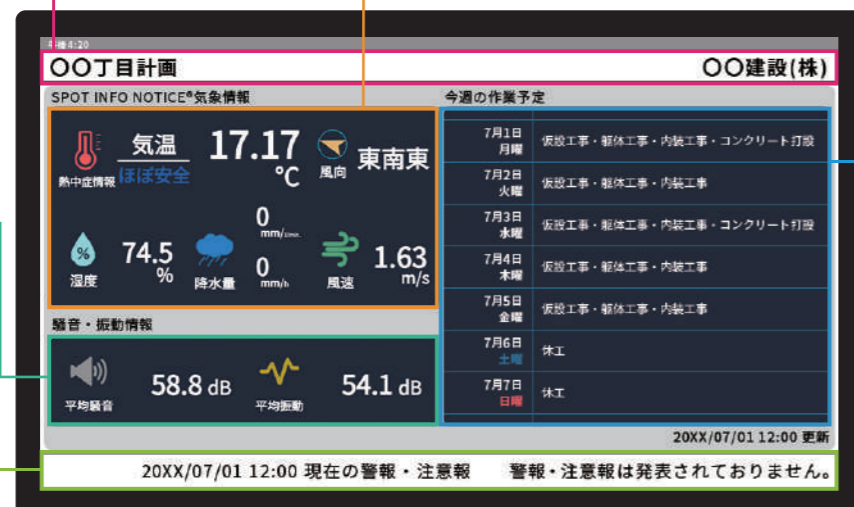 午後4:20
〇〇丁目計画 〇〇建設(株)
SPOT INFO NOTICE®気象情報
気温 17.17 ℃
熱中症情報 ほぼ安全
風向 東南東
湿度 74.5 %
降水量 0 mm/
0 mm/h
風速 1.63 m/s
騒音・振動情報
平均騒音 58.8 dB
平均振動 54.1 dB
今週の作業予定
7月1日 月曜 仮設工事・躯体工事・内装工事・コンクリート打設
7月2日 火曜 仮設工事・躯体工事・内装工事
7月3日 水曜 仮設工事・躯体工事・内装工事・コンクリート打設
7月4日 木曜 仮設工事・躯体工事・内装工事
7月5日 金曜 仮設工事・躯体工事・内装工事
7月6日 土曜 休工
7月7日 日曜 休工
20XX/07/01 12:00 更新
20XX/07/01 12:00 現在の警報・注意報 警報・注意報は発表されておりません。